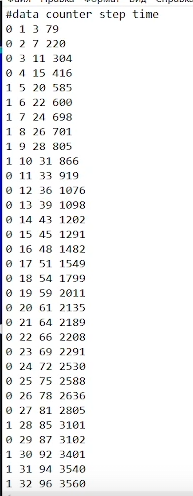 #data counter step time
0 1 3 79
0 2 7 220
0 3 11 304
0 4 15 416
1 5 20 585
1 6 22 600
1 7 24 698
1 8 26 701
1 9 28 805
1 10 31 866
0 11 33 919
0 12 36 1076
0 13 39 1098
0 14 43 1202
0 15 45 1291
0 16 48 1482
0 17 51 1549
0 18 54 1799
0 19 59 2011
0 20 61 2135
0 21 64 2189
0 22 66 2208
0 23 69 2291
0 24 72 2530
0 25 75 2588
0 26 78 2636
0 27 81 2805
1 28 85 3101
0 29 87 3102
1 30 92 3401
1 31 94 3540
1 32 96 3560